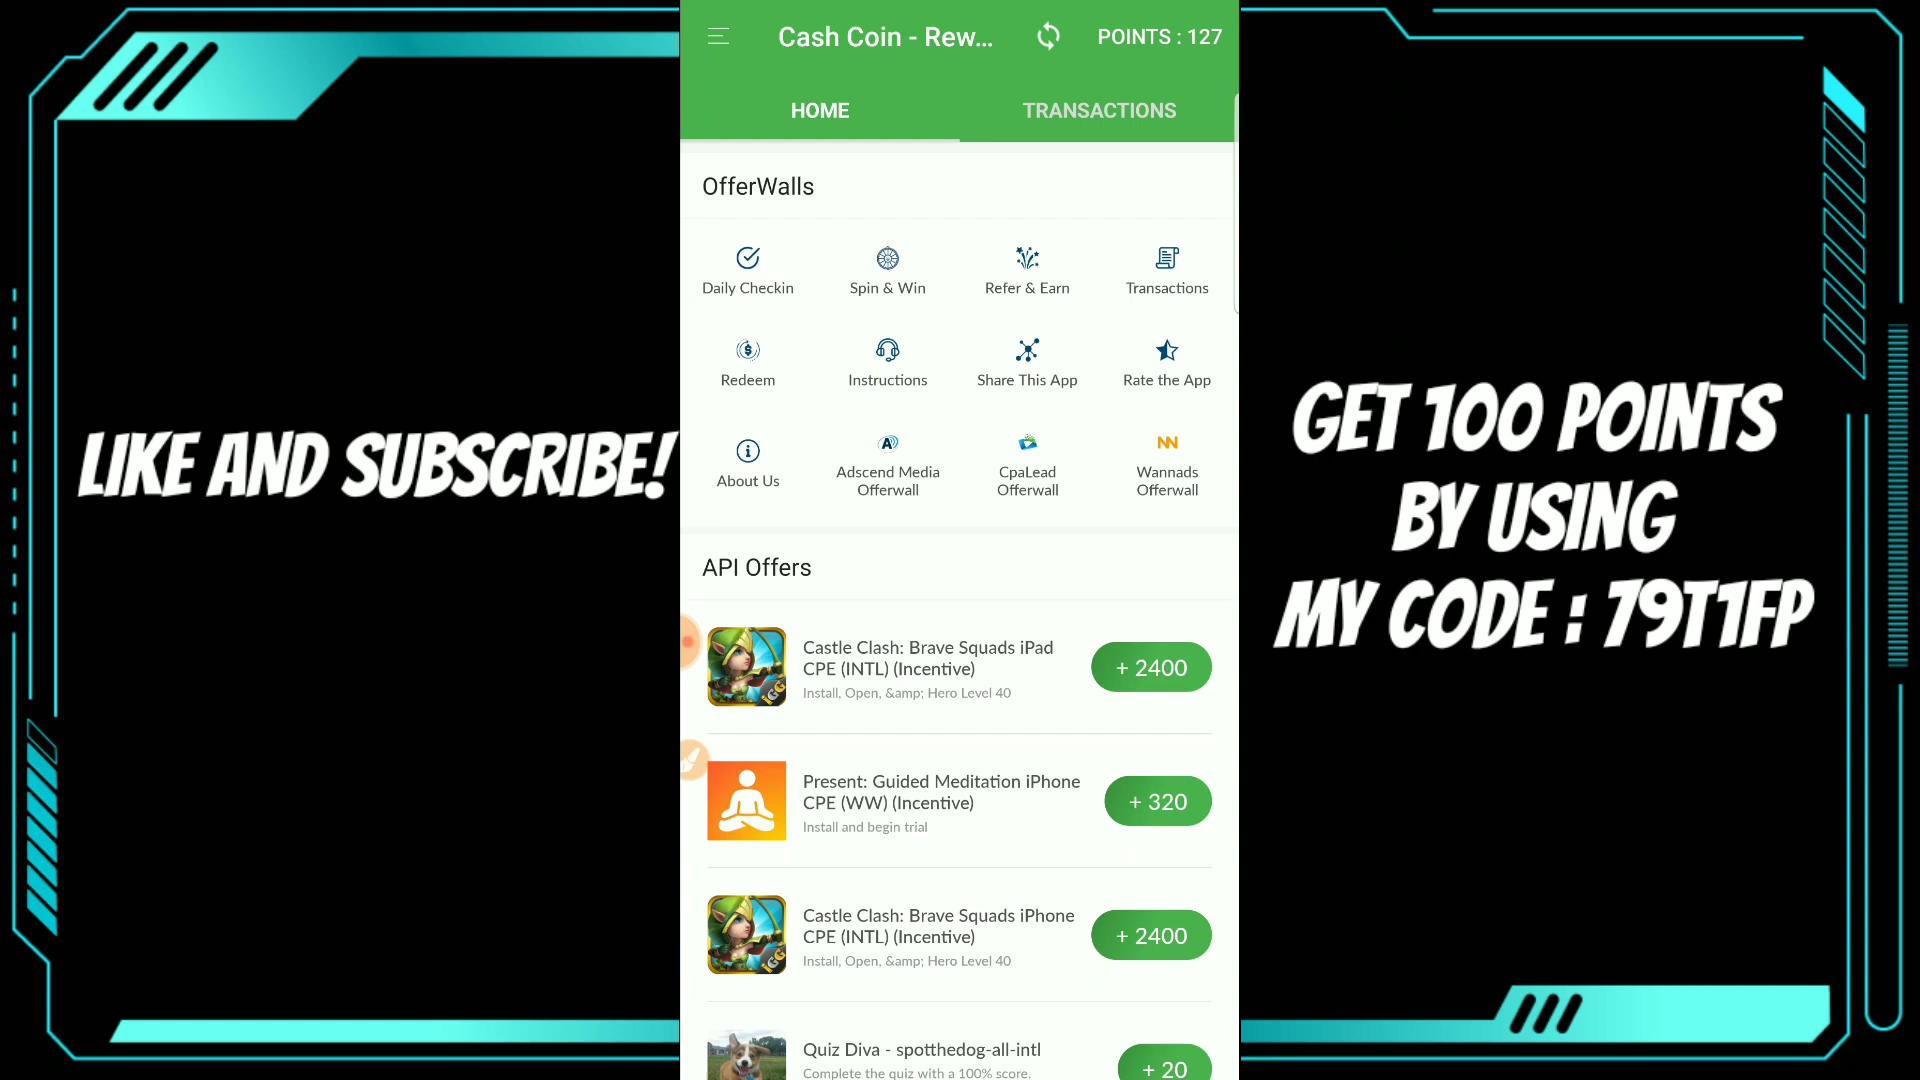 Cash Coin - Rew...
POINTS : 127
HOME
TRANSACTIONS
OfferWalls
Daily Checkin
Spin & Win
Refer & Earn
Transactions
Redeem
Instructions
Share This App
Rate the App
About Us
Adscend Media
Offerwall
CpaLead
Offerwall
Wannads
Offerwall
API Offers
Castle Clash: Brave Squads iPad
CPE (INTL) (Incentive)
Install, Open, &amp; Hero Level 40
+ 2400
Present: Guided Meditation iPhone
CPE (WW) (Incentive)
Install and begin trial
+ 320
Castle Clash: Brave Squads iPhone
CPE (INTL) (Incentive)
Install, Open, &amp; Hero Level 40
+ 2400
Quiz Diva - spotthedog-all-intl
Complete the quiz with a 100% score.
+ 20
IGG
IGG
LIKE AND SUBSCRIBE!
GET 100 POINTS
BY USING
MY CODE : 79T1FP